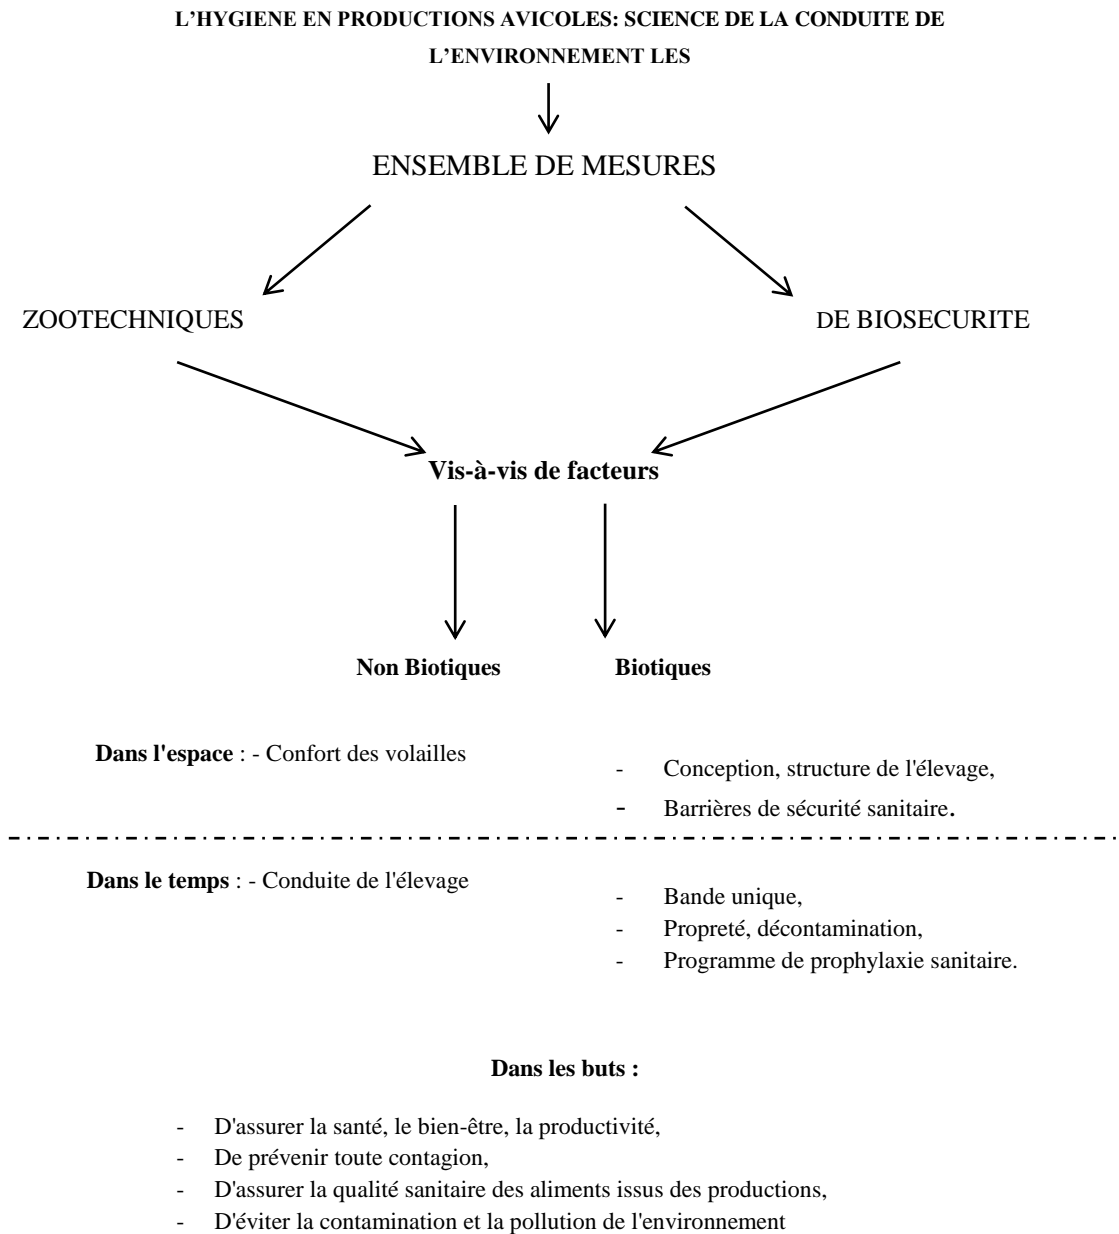 L’HYGIENE EN PRODUCTIONS AVICOLES: SCIENCE DE LA CONDUITE DE
L’ENVIRONNEMENT LES
ENSEMBLE DE MESURES
ZOOTECHNIQUES
DE BIOSECURITE
Vis-à-vis de facteurs
Non Biotiques
Biotiques
Dans l'espace : - Confort des volailles
- Conception, structure de l'élevage,
- Barrières de sécurité sanitaire.
Dans le temps : - Conduite de l'élevage
- Bande unique,
- Propreté, décontamination,
- Programme de prophylaxie sanitaire.
Dans les buts :
- D'assurer la santé, le bien-être, la productivité,
- De prévenir toute contagion,
- D'assurer la qualité sanitaire des aliments issus des productions,
- D'éviter la contamination et la pollution de l'environnement